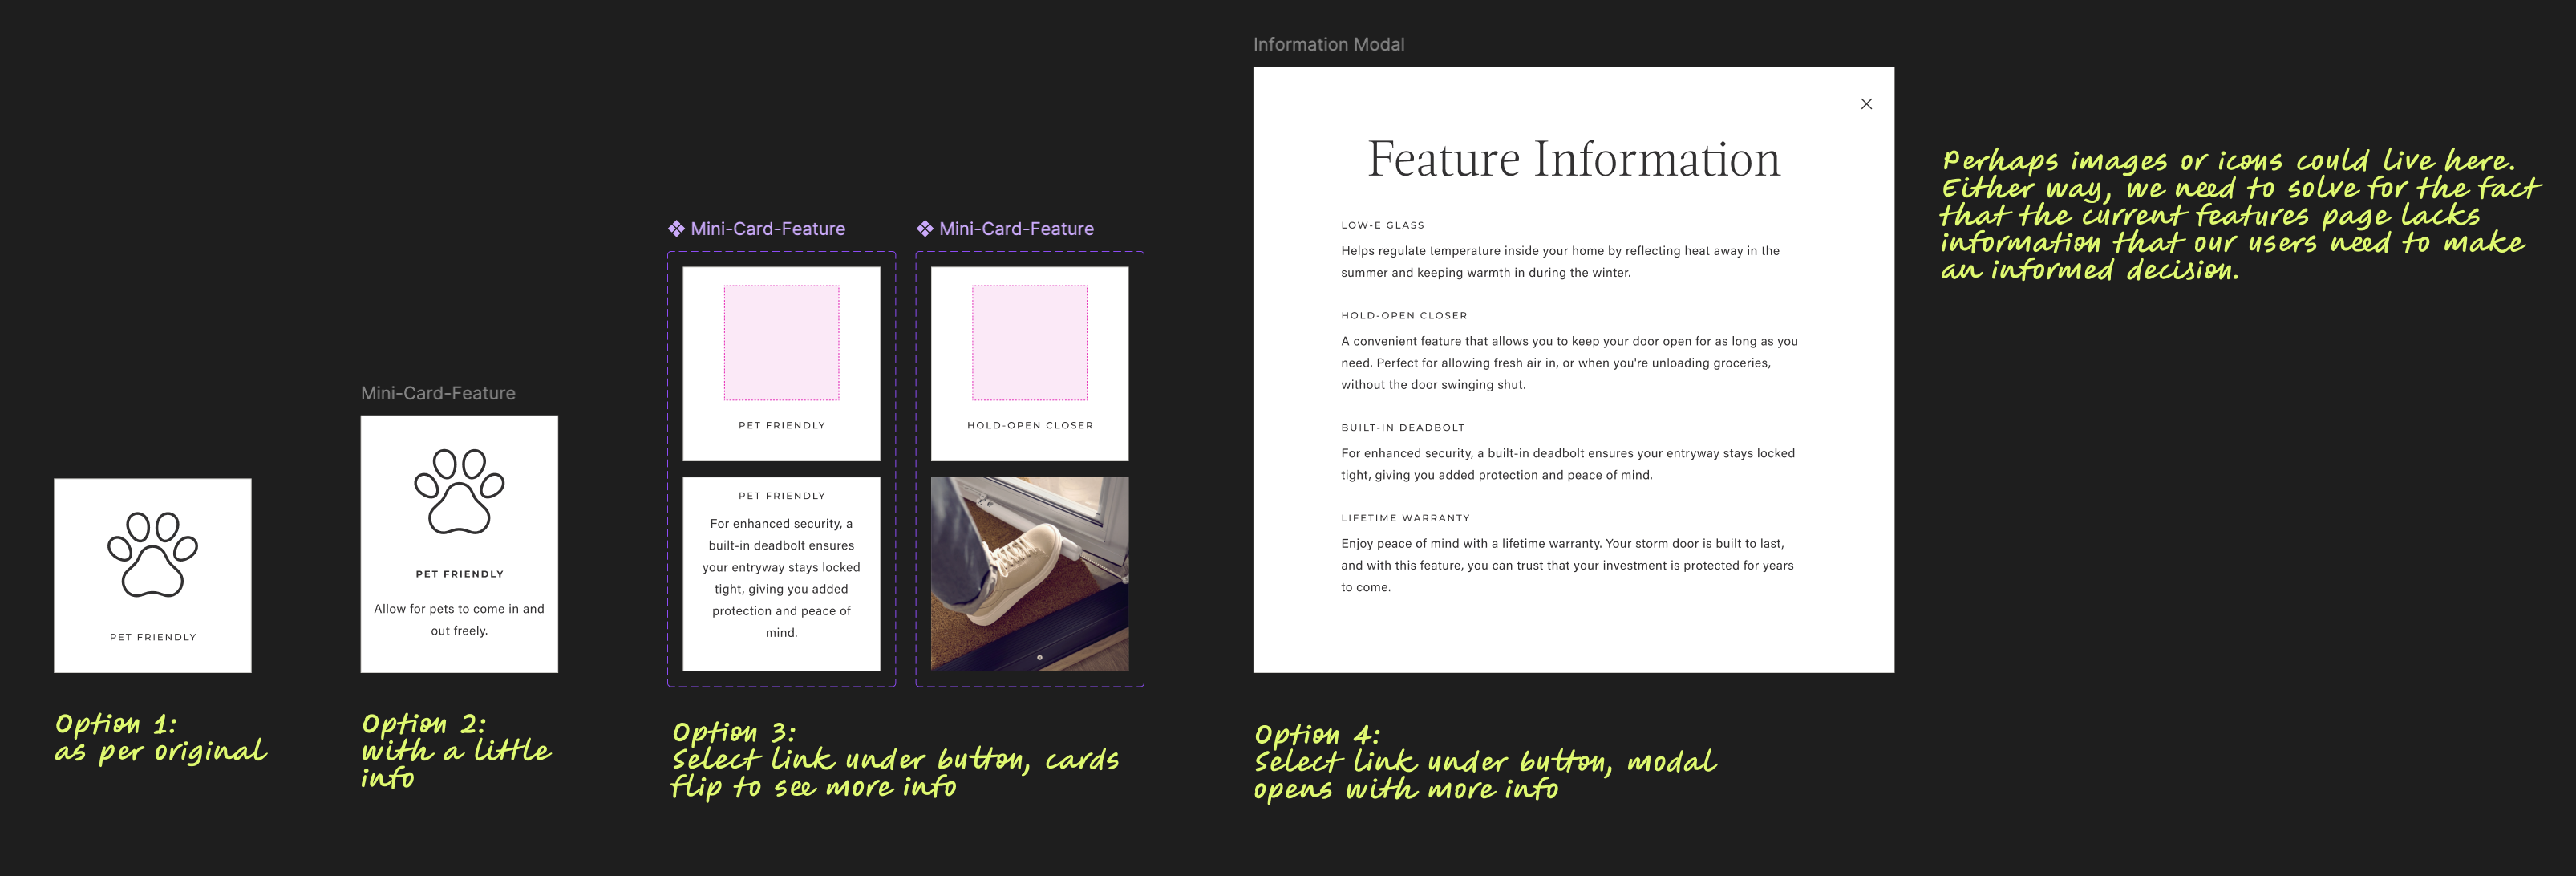 PET FRIENDLY
Option 1:
as per original
Mini-Card-Feature
PET FRIENDLY
Allow for pets to come in and
out freely.
Option 2:
with a little
info
Mini-Card-Feature
PET FRIENDLY
PET FRIENDLY
For enhanced security, a
built-in deadbolt ensures
your entryway stays locked
tight, giving you added
protection and peace of
mind.
Mini-Card-Feature
HOLD-OPEN CLOSER
Option 3:
Select link under button, cards
flip to see more info
Information Modal
Feature Information
LOW-E GLASS
Helps regulate temperature inside your home by reflecting heat away in the
summer and keeping warmth in during the winter.
HOLD-OPEN CLOSER
A convenient feature that allows you to keep your door open for as long as you
need. Perfect for allowing fresh air in, or when you're unloading groceries,
without the door swinging shut.
BUILT-IN DEADBOLT
For enhanced security, a built-in deadbolt ensures your entryway stays locked
tight, giving you added protection and peace of mind.
LIFETIME WARRANTY
Enjoy peace of mind with a lifetime warranty. Your storm door is built to last,
and with this feature, you can trust that your investment is protected for years
to come.
Option 4:
Select link under button, modal
opens with more info
Perhaps images or icons could live here.
Either way, we need to solve for the fact
that the current features page lacks
information that our users need to make
an informed decision.